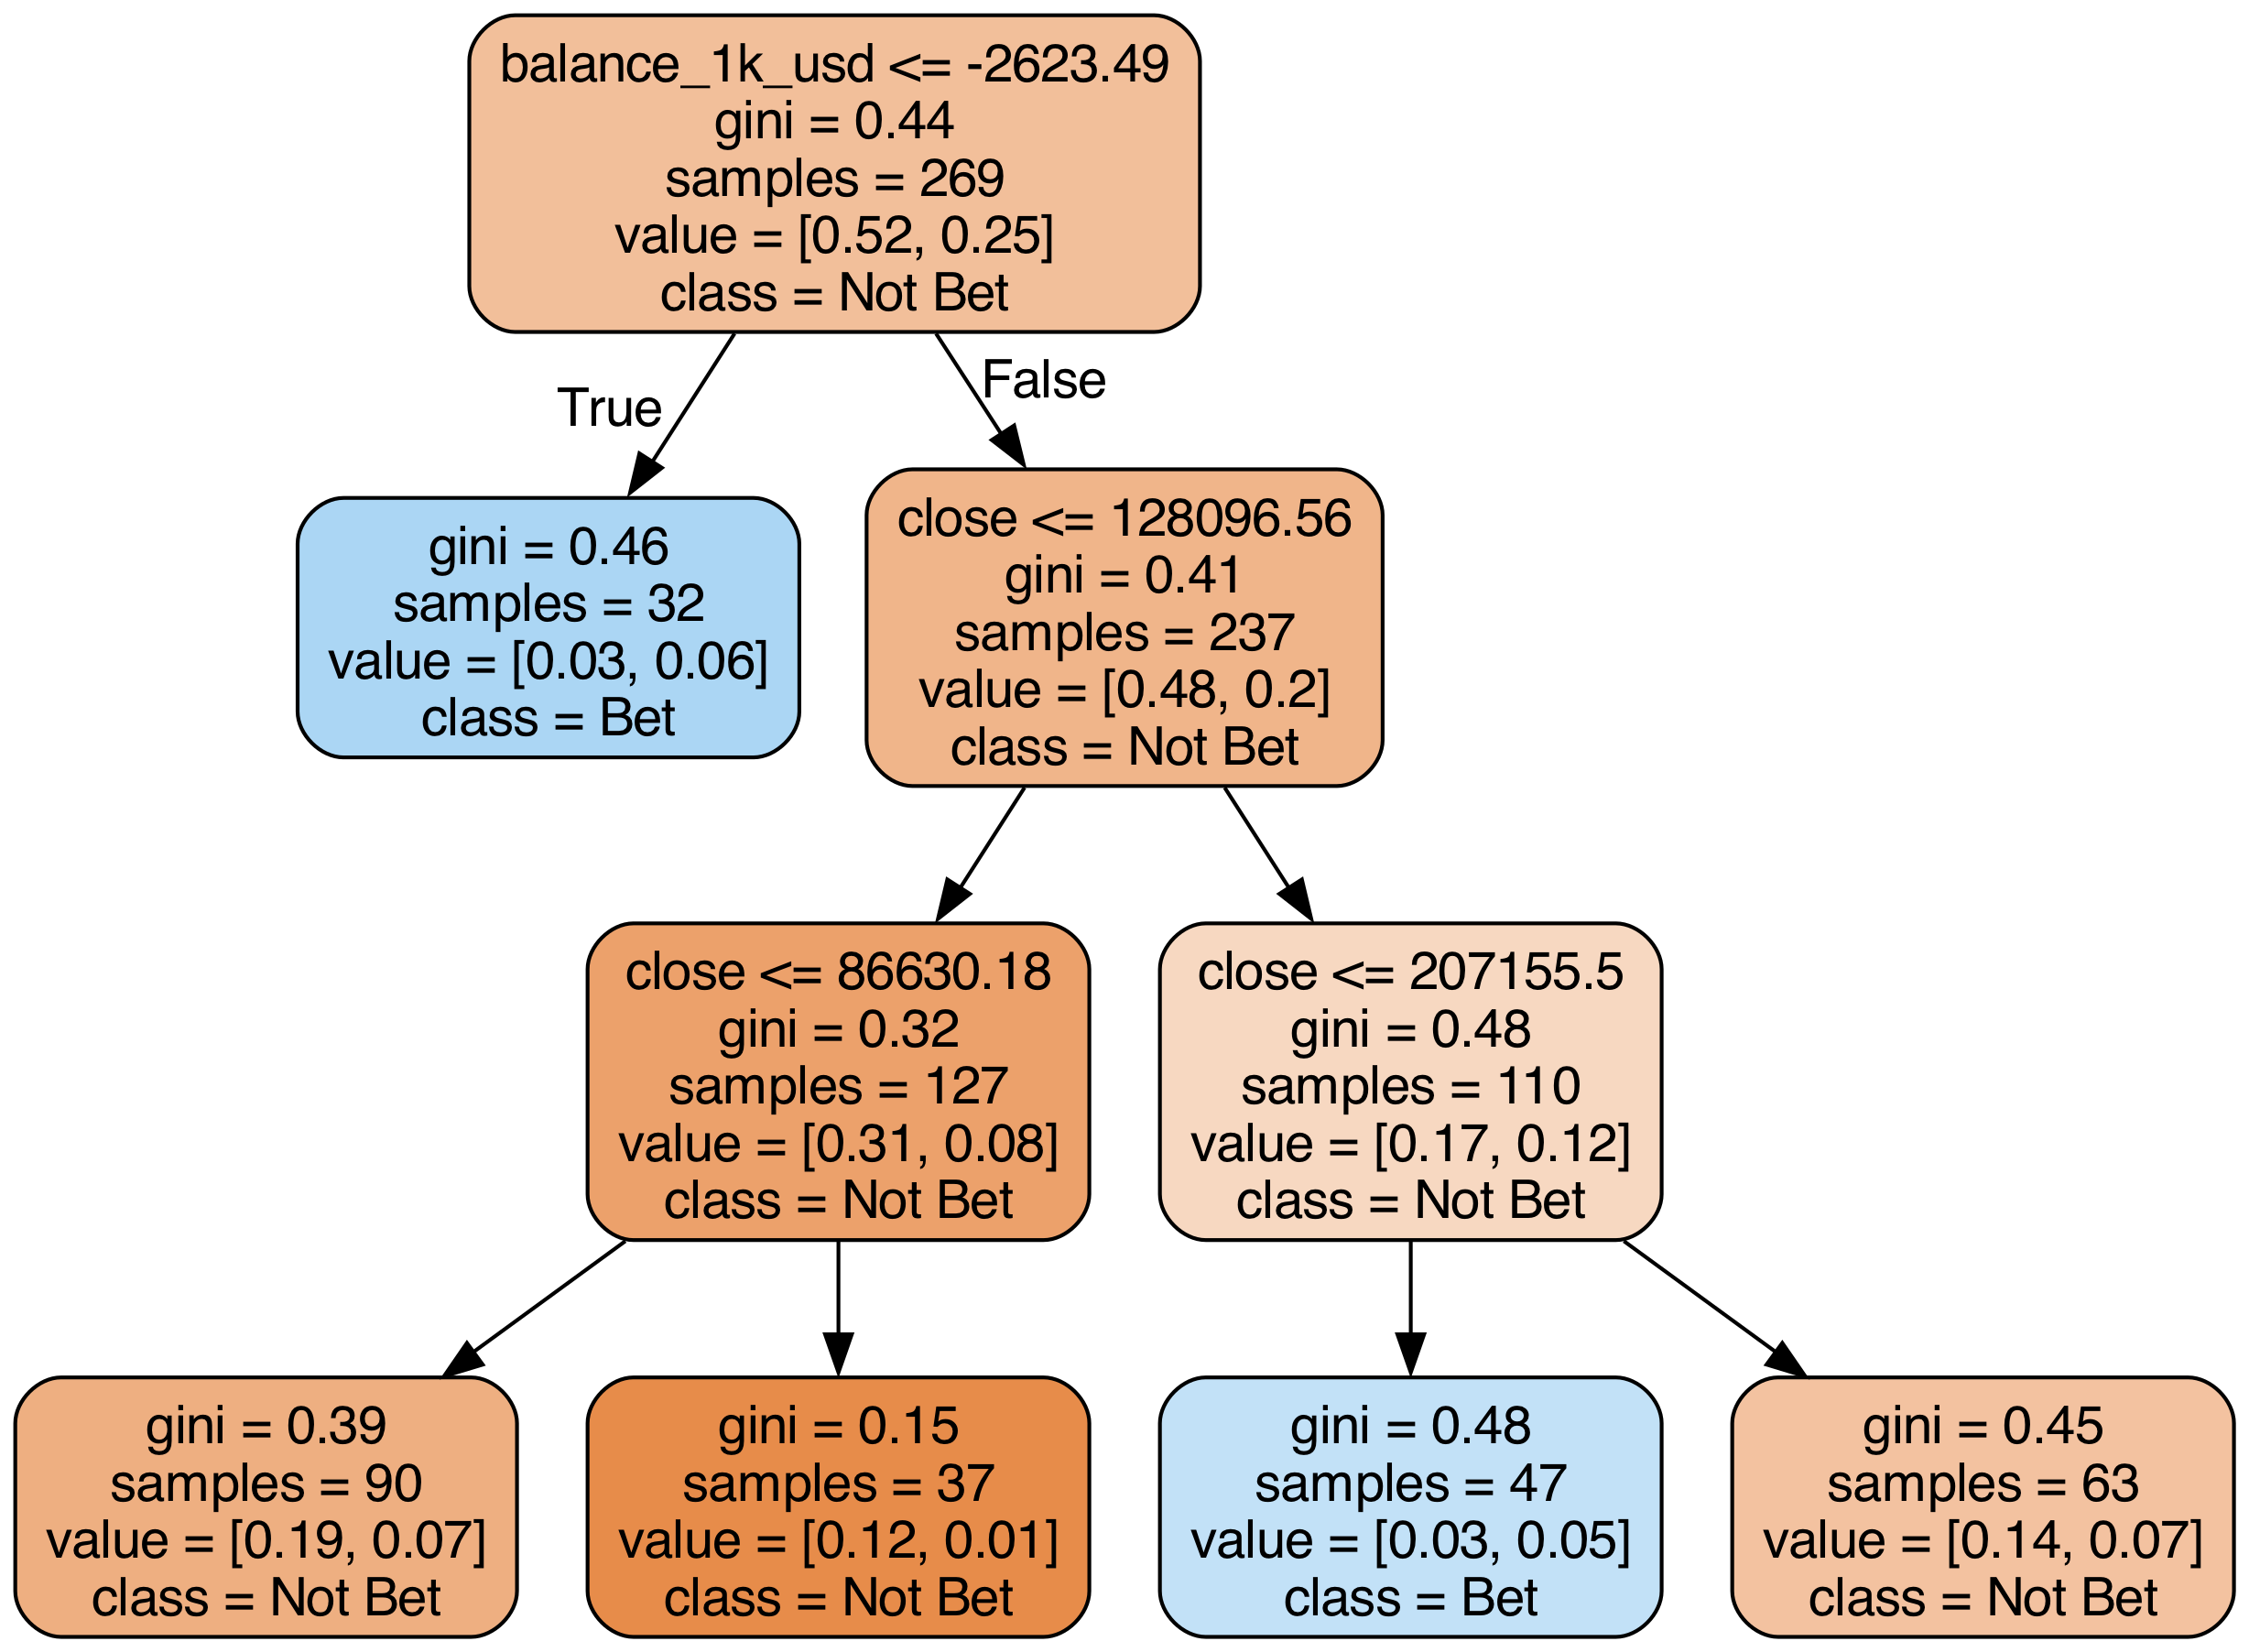 balance_1k_usd <= -2623.49
gini = 0.44
samples = 269
value = [0.52, 0.25]
class = Not Bet
True
False
gini = 0.46
samples = 32
value = [0.03, 0.06]
class = Bet
close <= 128096.56
gini = 0.41
samples = 237
value = [0.48, 0.2]
class = Not Bet
close <= 86630.18
gini = 0.32
samples = 127
value = [0.31, 0.08]
class = Not Bet
close <= 207155.5
gini = 0.48
samples = 110
value = [0.17, 0.12]
class = Not Bet
gini = 0.39
samples = 90
value = [0.19, 0.07]
class = Not Bet
gini = 0.15
samples = 37
value = [0.12, 0.01]
class = Not Bet
gini = 0.48
samples = 47
value = [0.03, 0.05]
class = Bet
gini = 0.45
samples = 63
value = [0.14, 0.07]
class = Not Bet